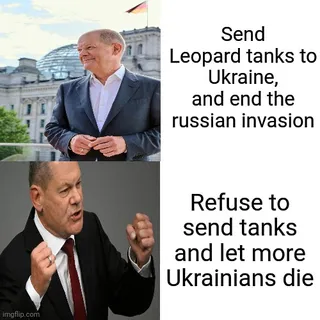 Send
Leopard tanks to
Ukraine,
and end the
russian invasion
Refuse to
send tanks
and let more
Ukrainians die
imgflip.com